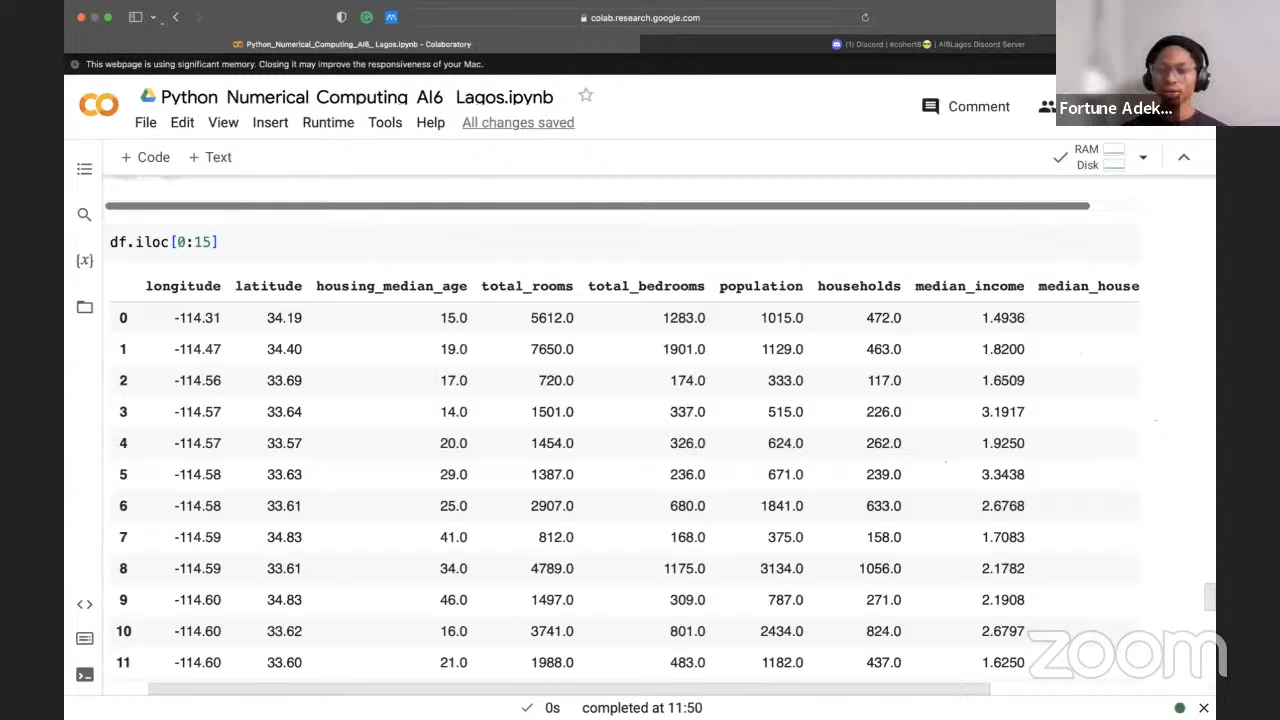 colab.research.google.com
Python_Numerical_Computing_AI6_ Lagos.ipynb - Colaboratory
(1) Discord | #cohort8😎 | AI6Lagos Discord Server
This webpage is using significant memory. Closing it may improve the responsiveness of your Mac.
Python_Numerical_Computing_AI6_ Lagos.ipynb
Comment
Fortune Adek...
File Edit View Insert Runtime Tools Help All changes saved
+ Code + Text
RAM
Disk
{x}
df.iloc[0:15]
longitude latitude housing_median_age total_rooms total_bedrooms population households median_income median_house
0 -114.31 34.19 15.0 5612.0 1283.0 1015.0 472.0 1.4936
1 -114.47 34.40 19.0 7650.0 1901.0 1129.0 463.0 1.8200
2 -114.56 33.69 17.0 720.0 174.0 333.0 117.0 1.6509
3 -114.57 33.64 14.0 1501.0 337.0 515.0 226.0 3.1917
4 -114.57 33.57 20.0 1454.0 326.0 624.0 262.0 1.9250
5 -114.58 33.63 29.0 1387.0 236.0 671.0 239.0 3.3438
6 -114.58 33.61 25.0 2907.0 680.0 1841.0 633.0 2.6768
7 -114.59 34.83 41.0 812.0 168.0 375.0 158.0 1.7083
8 -114.59 33.61 34.0 4789.0 1175.0 3134.0 1056.0 2.1782
9 -114.60 34.83 46.0 1497.0 309.0 787.0 271.0 2.1908
10 -114.60 33.62 16.0 3741.0 801.0 2434.0 824.0 2.6797
11 -114.60 33.60 21.0 1988.0 483.0 1182.0 437.0 1.6250
zoom
0s completed at 11:50